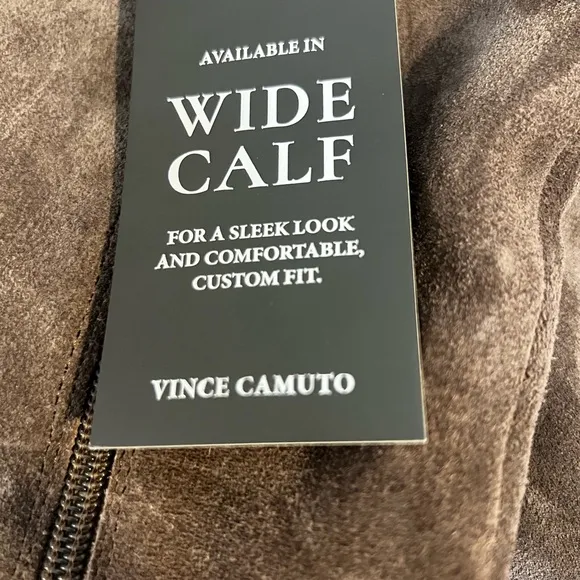 AVAILABLE IN
WIDE
CALF
FOR A SLEEK LOOK
AND COMFORTABLE,
CUSTOM FIT.
VINCE CAMUTO